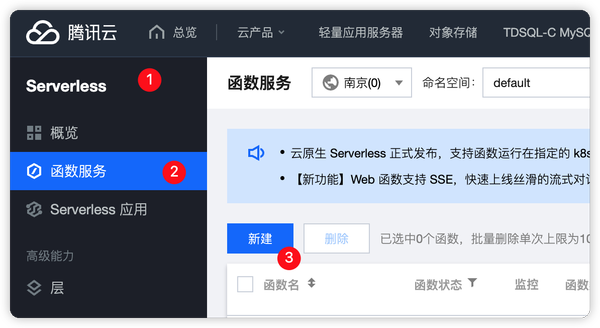 腾讯云 总览 云产品 轻量应用服务器 对象存储 TDSQL-C MySQ
Serverless 1
函数服务 南京(0) 命名空间: default
概览
函数服务 2
Serverless 应用
高级能力
层
• 云原生 Serverless 正式发布，支持函数运行在指定的 k8s
• 【新功能】Web 函数支持 SSE，快速上线丝滑的流式对话
新建 删除 已选中0个函数，批量删除单次上限为10
3
函数名 函数状态 监控 函数